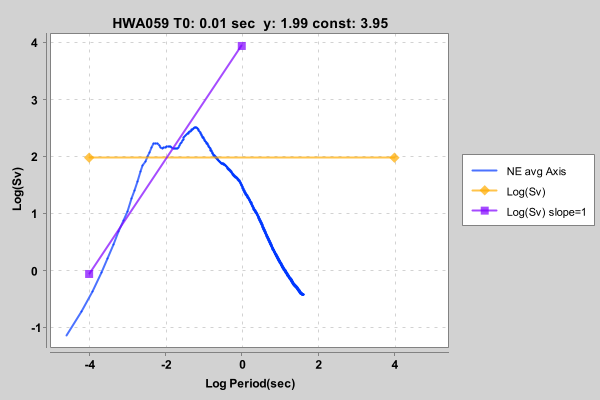 HWA059 T0: 0.01 sec  y: 1.99 const: 3.95
4
3
2
1
0
-1
Log(Sv)
-4 -2 0 2 4
Log Period(sec)
NE avg Axis
Log(Sv)
Log(Sv) slope=1